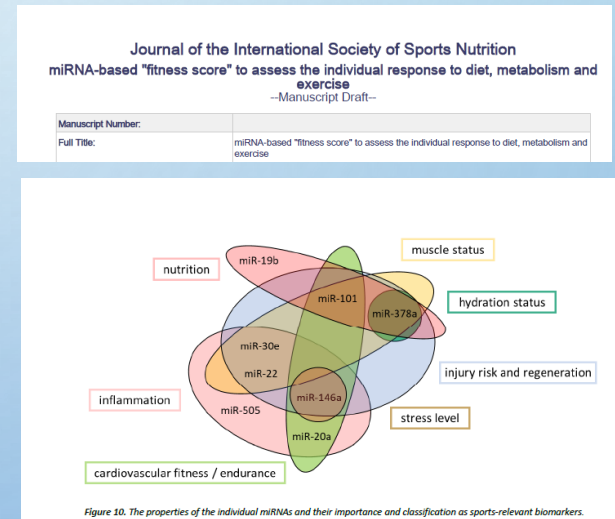 Journal of the International Society of Sports Nutrition
miRNA-based "fitness score" to assess the individual response to diet, metabolism and
exercise
--Manuscript Draft--
Manuscript Number:
Full Title:
miRNA-based "fitness score" to assess the individual response to diet, metabolism and
exercise
muscle status
miR-19b
nutrition
miR-101
hydration status
miR-378a
miR-30e
injury risk and regeneration
miR-22
inflammation
miR-146a
miR-505
stress level
miR-20a
cardiovascular fitness / endurance
Figure 10. The properties of the individual miRNAs and their importance and classification as sports-relevant biomarkers.